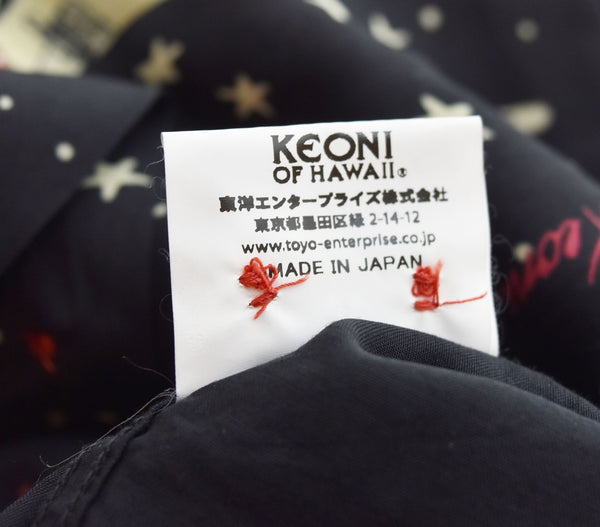 KEONI
OF HAWAII®
東洋エンタープライズ株式会社
東京都墨田区緑 2-14-12
www.toyo-enterprise.co.jp
MADE IN JAPAN